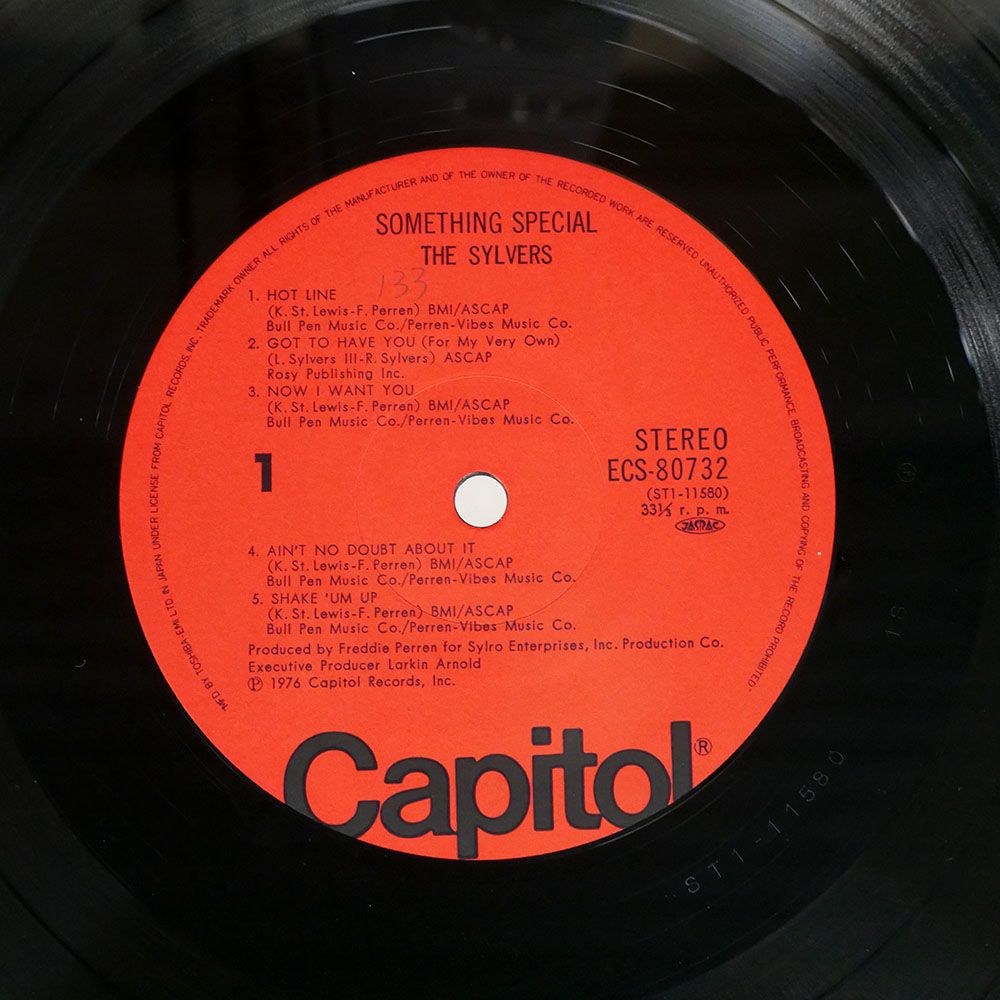 SOMETHING SPECIAL
THE SYLVERS
133
1. HOT LINE
(K. St. Lewis-F. Perren) BMI/ASCAP
Bull Pen Music Co./Perren-Vibes Music Co.
2. GOT TO HAVE YOU (For My Very Own)
(L. Sylvers III-R. Sylvers) ASCAP
Rosy Publishing Inc.
3. NOW I WANT YOU
(K. St. Lewis-F. Perren) BMI/ASCAP
Bull Pen Music Co./Perren-Vibes Music Co.
1
STEREO
ECS-80732
(ST1-11580)
33⅓ r. p. m.
JASRAC
4. AIN'T NO DOUBT ABOUT IT
(K. St. Lewis-F. Perren) BMI/ASCAP
Bull Pen Music Co./Perren-Vibes Music Co.
5. SHAKE 'UM UP
(K. St. Lewis-F. Perren) BMI/ASCAP
Bull Pen Music Co./Perren-Vibes Music Co.
Produced by Freddie Perren for Sylro Enterprises, Inc. Production Co.
Executive Producer Larkin Arnold
Ⓟ 1976 Capitol Records, Inc.
Capitol®
"MFD BY TOSHIBA-EMI LTD. IN JAPAN UNDER LICENSE FROM CAPITOL RECORDS, INC. TRADEMARK OWNER ALL RIGHTS OF THE MANUFACTURER AND OF THE OWNER OF THE RECORDED WORK ARE RESERVED UNAUTHORIZED PUBLIC PERFORMANCE BROADCASTING AND COPYING OF THE RECORD PROHIBITED"
ST1-11580